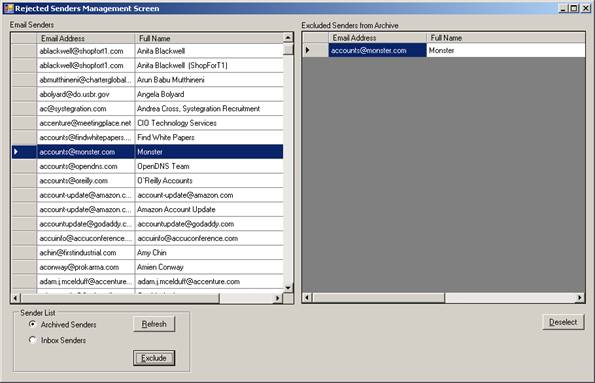 Rejected Senders Management Screen
Email Senders
Email Address Full Name
ablackwell@shopfort1.com Anita Blackwell
ablackwell@shopfort1.com Anita Blackwell (ShopForT1)
abmutthineni@charterglobal... Arun Babu Mutthineni
abolyard@do.usbr.gov Angela Bolyard
ac@systegration.com Andrea Cross, Systegration Recruitment
accenture@meetingplace.net CIO Technology Services
accounts@findwhitepapers.... Find White Papers
accounts@monster.com Monster
accounts@opendns.com OpenDNS Team
accounts@oreilly.com O'Reilly Accounts
account-update@amazon.c... account-update@amazon.com
account-update@amazon.c... Amazon Account Update
accountupdate@godaddy.c... accountupdate@godaddy.com
accuinfo@accuconference.... accuinfo@accuconference.com
achin@firstindustrial.com Amy Chin
aconway@prokarma.com Amien Conway
adam.j.mcelduff@accenture...
Excluded Senders from Archive
Email Address Full Name
accounts@monster.com Monster
Sender List
Archived Senders
Refresh
Inbox Senders
Exclude
Deselect